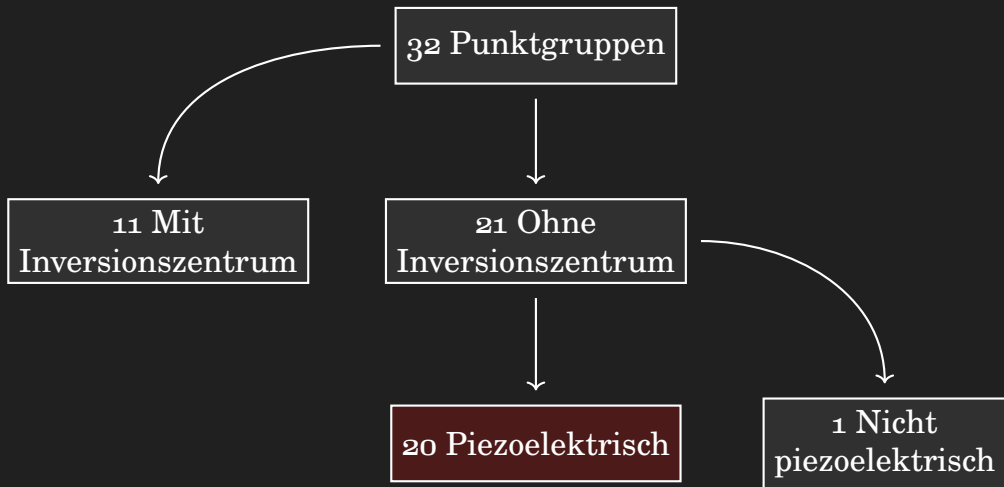 32 Punktgruppen
11 Mit
Inversionszentrum
21 Ohne
Inversionszentrum
20 Piezoelektrisch
1 Nicht
piezoelektrisch